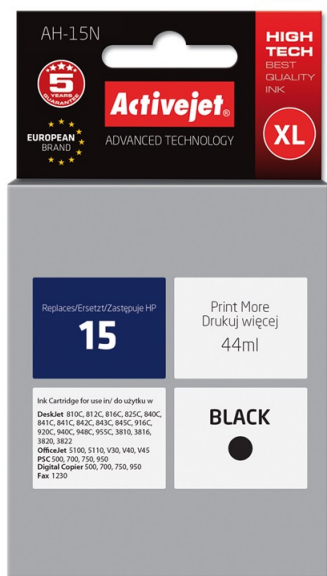 AH-15N
HIGH
TECH
BEST
QUALITY
INK
5
YEARS
GUARANTEE
Activejet®
EUROPEAN
BRAND
ADVANCED TECHNOLOGY
XL
Replaces/Ersetzt/Zastępuje HP
15
Print More
Drukuj więcej
44ml
Ink Cartridge for use in/ do użytku w
DeskJet 810C, 812C, 816C, 825C, 840C,
841C, 841C, 842C, 843C, 845C, 916C,
920C, 940C, 948C, 955C, 3810, 3816,
3820, 3822
OfficeJet 5100, 5110, V30, V40, V45
PSC 500, 700, 750, 950
Digital Copier 500, 700, 750, 950
Fax 1230
BLACK